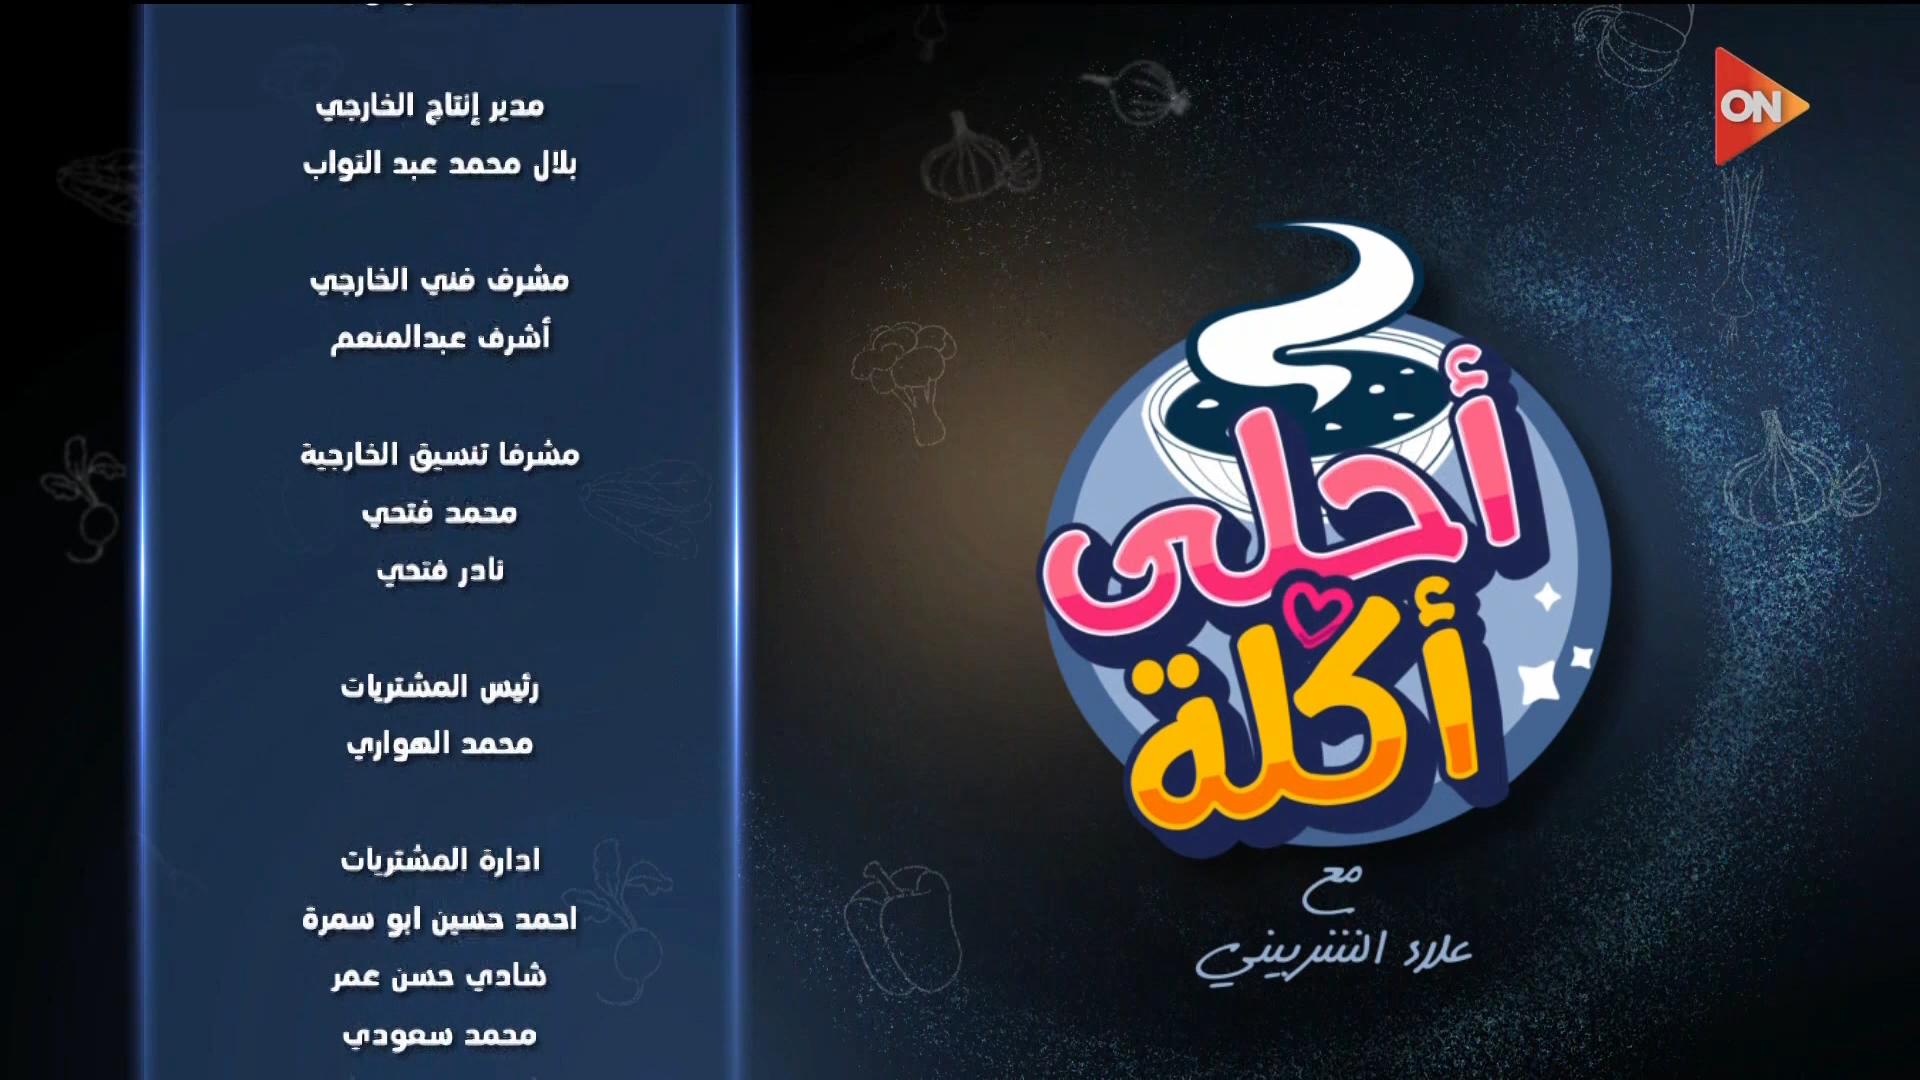 مدير إنتاج الخارجي
بلال محمد عبد التواب
مشرف فني الخارجي
أشرف عبدالمنعم
مشرفا تنسيق الخارجية
محمد فتحي
نادر فتحي
رئيس المشتريات
محمد الهواري
ادارة المشتريات
احمد حسين ابو سمرة
شادي حسن عمر
محمد سعودي
ON
أحلى
أكلة
مع
علاء الشربيني